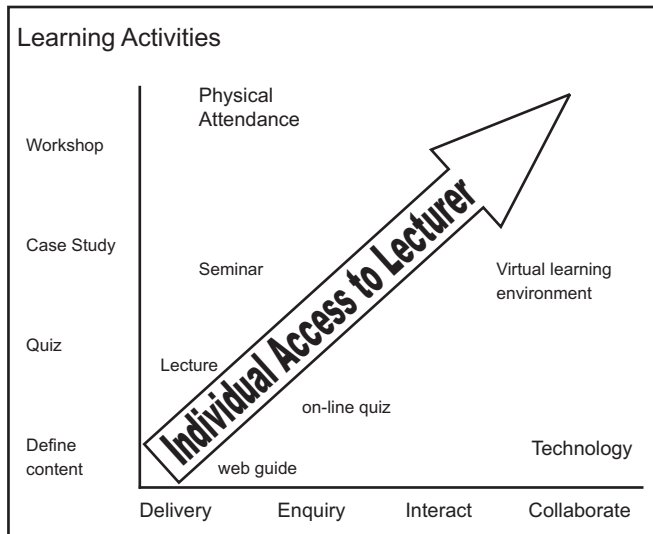 Learning Activities
Physical
Attendance
Workshop
Case Study
Seminar
Virtual learning
environment
Individual Access to Lecturer
Quiz
Lecture
on-line quiz
Define
content
Technology
web guide
Delivery Enquiry Interact Collaborate